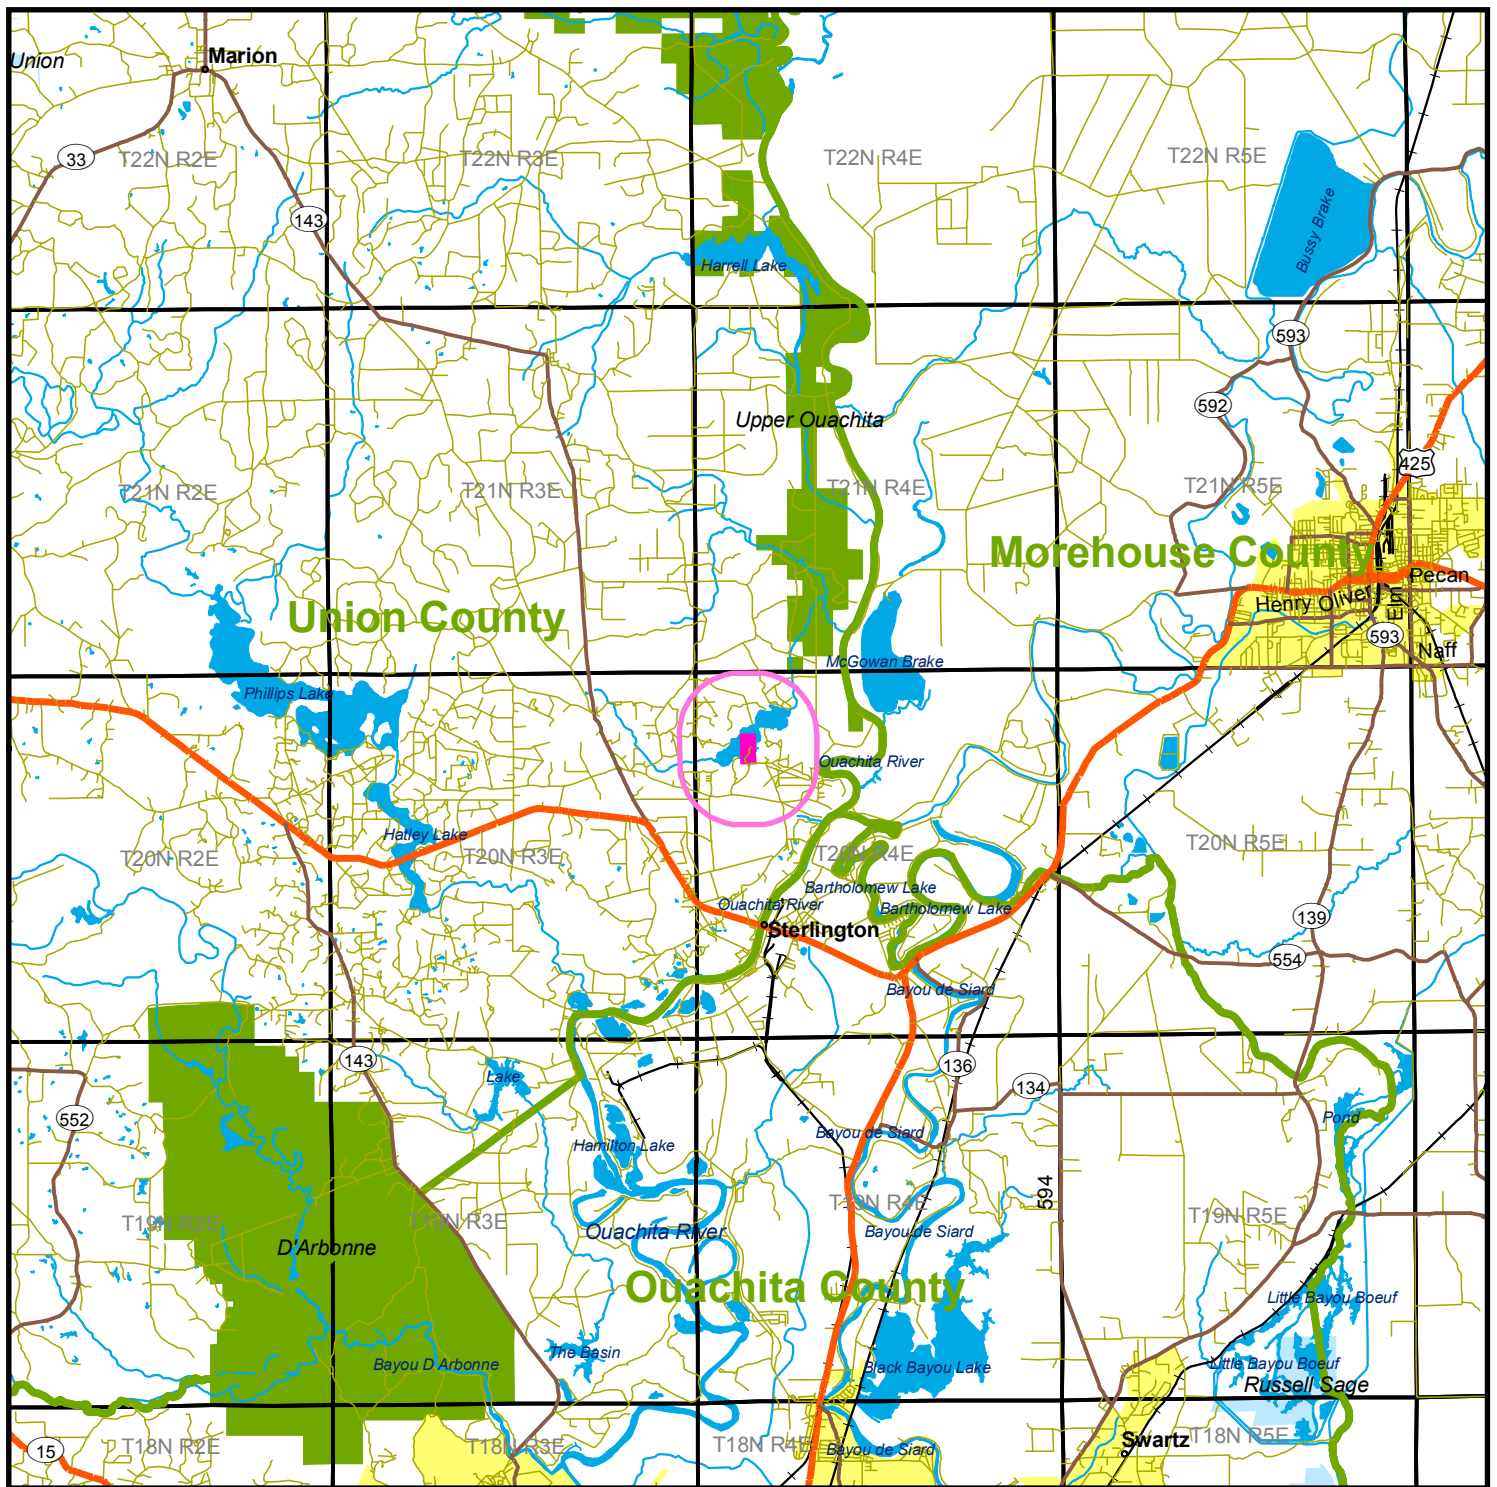 Union
Marion
33
T22N R2E
T22N R3E
T22N R4E
T22N R5E
143
Bussy Brake
Harrell Lake
593
592
Upper Ouachita
425
T21N R2E
T21N R3E
T21N R4E
T21N R5E
Morehouse County
Pecan
Henry Oliver
Elm
Union County
593
Naff
McGowan Brake
Phillips Lake
Ouachita River
Hatley Lake
T20N R2E
T20N R3E
T20N R4E
T20N R5E
Bartholomew Lake
Ouachita River
Bartholomew Lake
139
Sterlington
554
Bayou de Siard
143
136
Lake
134
552
Pond
Bayou de Siard
Hamilton Lake
594
T19N R2E
T19N R3E
T19N R4E
T19N R5E
Ouachita River
Bayou de Siard
D'Arbonne
Ouachita County
Little Bayou Boeuf
The Basin
Bayou D Arbonne
Black Bayou Lake
Little Bayou Boeuf
Russell Sage
15
T18N R2E
T18N R3E
T18N R4E
Bayou de Siard
Swartz
T18N R5E